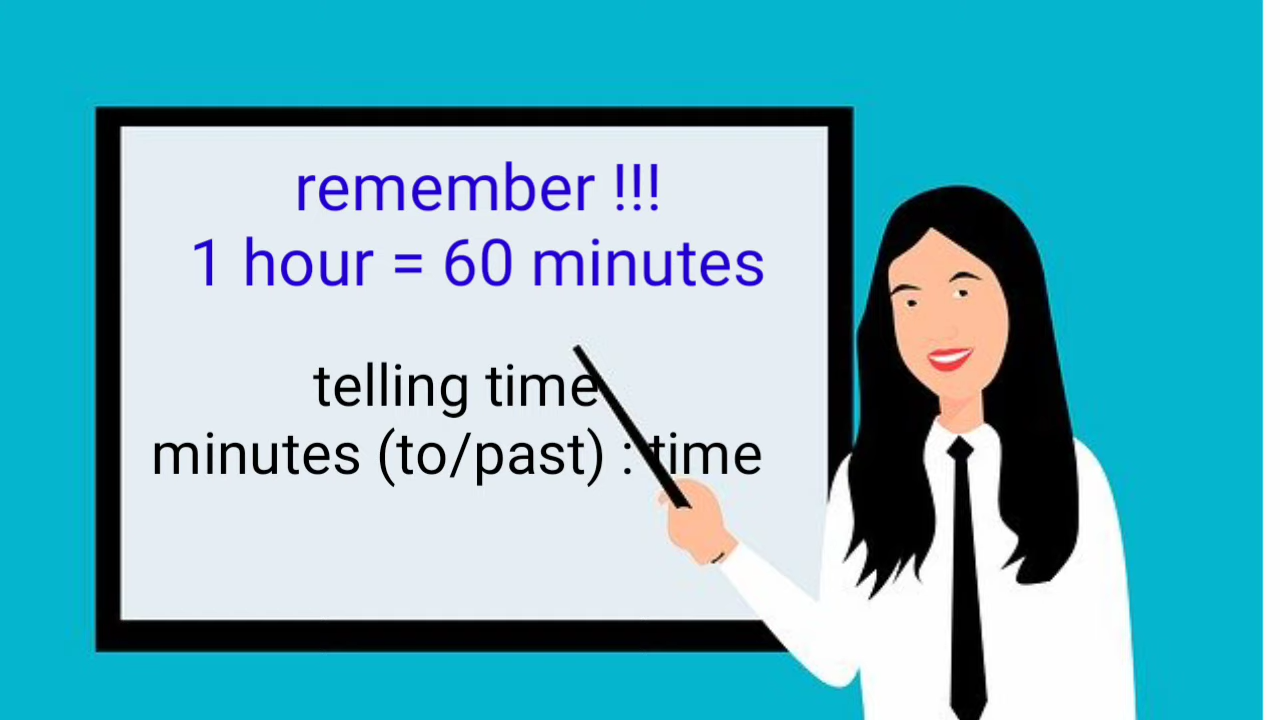 remember !!!
1 hour = 60 minutes
telling time
minutes (to/past) : time